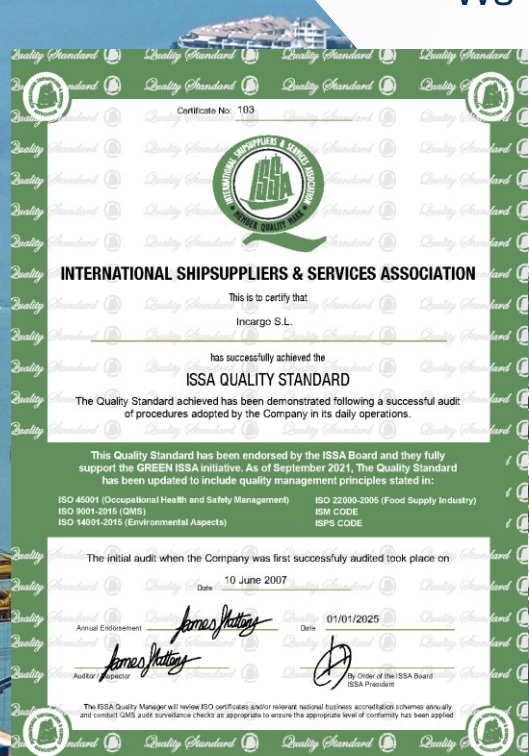 We
Certificate No: 103
INTERNATIONAL SHIPSUPPLIERS & SERVICES ASSOCIATION
ISSA
MEMBER QUALITY MARK
INTERNATIONAL SHIPSUPPLIERS & SERVICES ASSOCIATION
This is to certify that
Incargo S.L.
has successfully achieved the
ISSA QUALITY STANDARD
The Quality Standard achieved has been demonstrated following a successful audit
of procedures adopted by the Company in its daily operations.
This Quality Standard has been endorsed by the ISSA Board and they fully
support the GREEN ISSA initiative. As of September 2021, The Quality Standard
has been updated to include quality management principles stated in:
ISO 45001 (Occupational Health and Safety Management)
ISO 9001-2015 (QMS)
ISO 14001-2015 (Environmental Aspects)
ISO 22000-2005 (Food Supply Industry)
ISM CODE
ISPS CODE
The initial audit when the Company was first successfuly audited took place on
Date 10 June 2007
Annual Endorsement
Date 01/01/2025
Auditor / Inspector
By Order of the ISSA Board
ISSA President
The ISSA Quality Manager will review ISO certificates and/or relevant national business accreditation schemes annually
and conduct QMS audit surveillance checks as appropriate to ensure the appropriate level of conformity has been applied.
Quality Standard